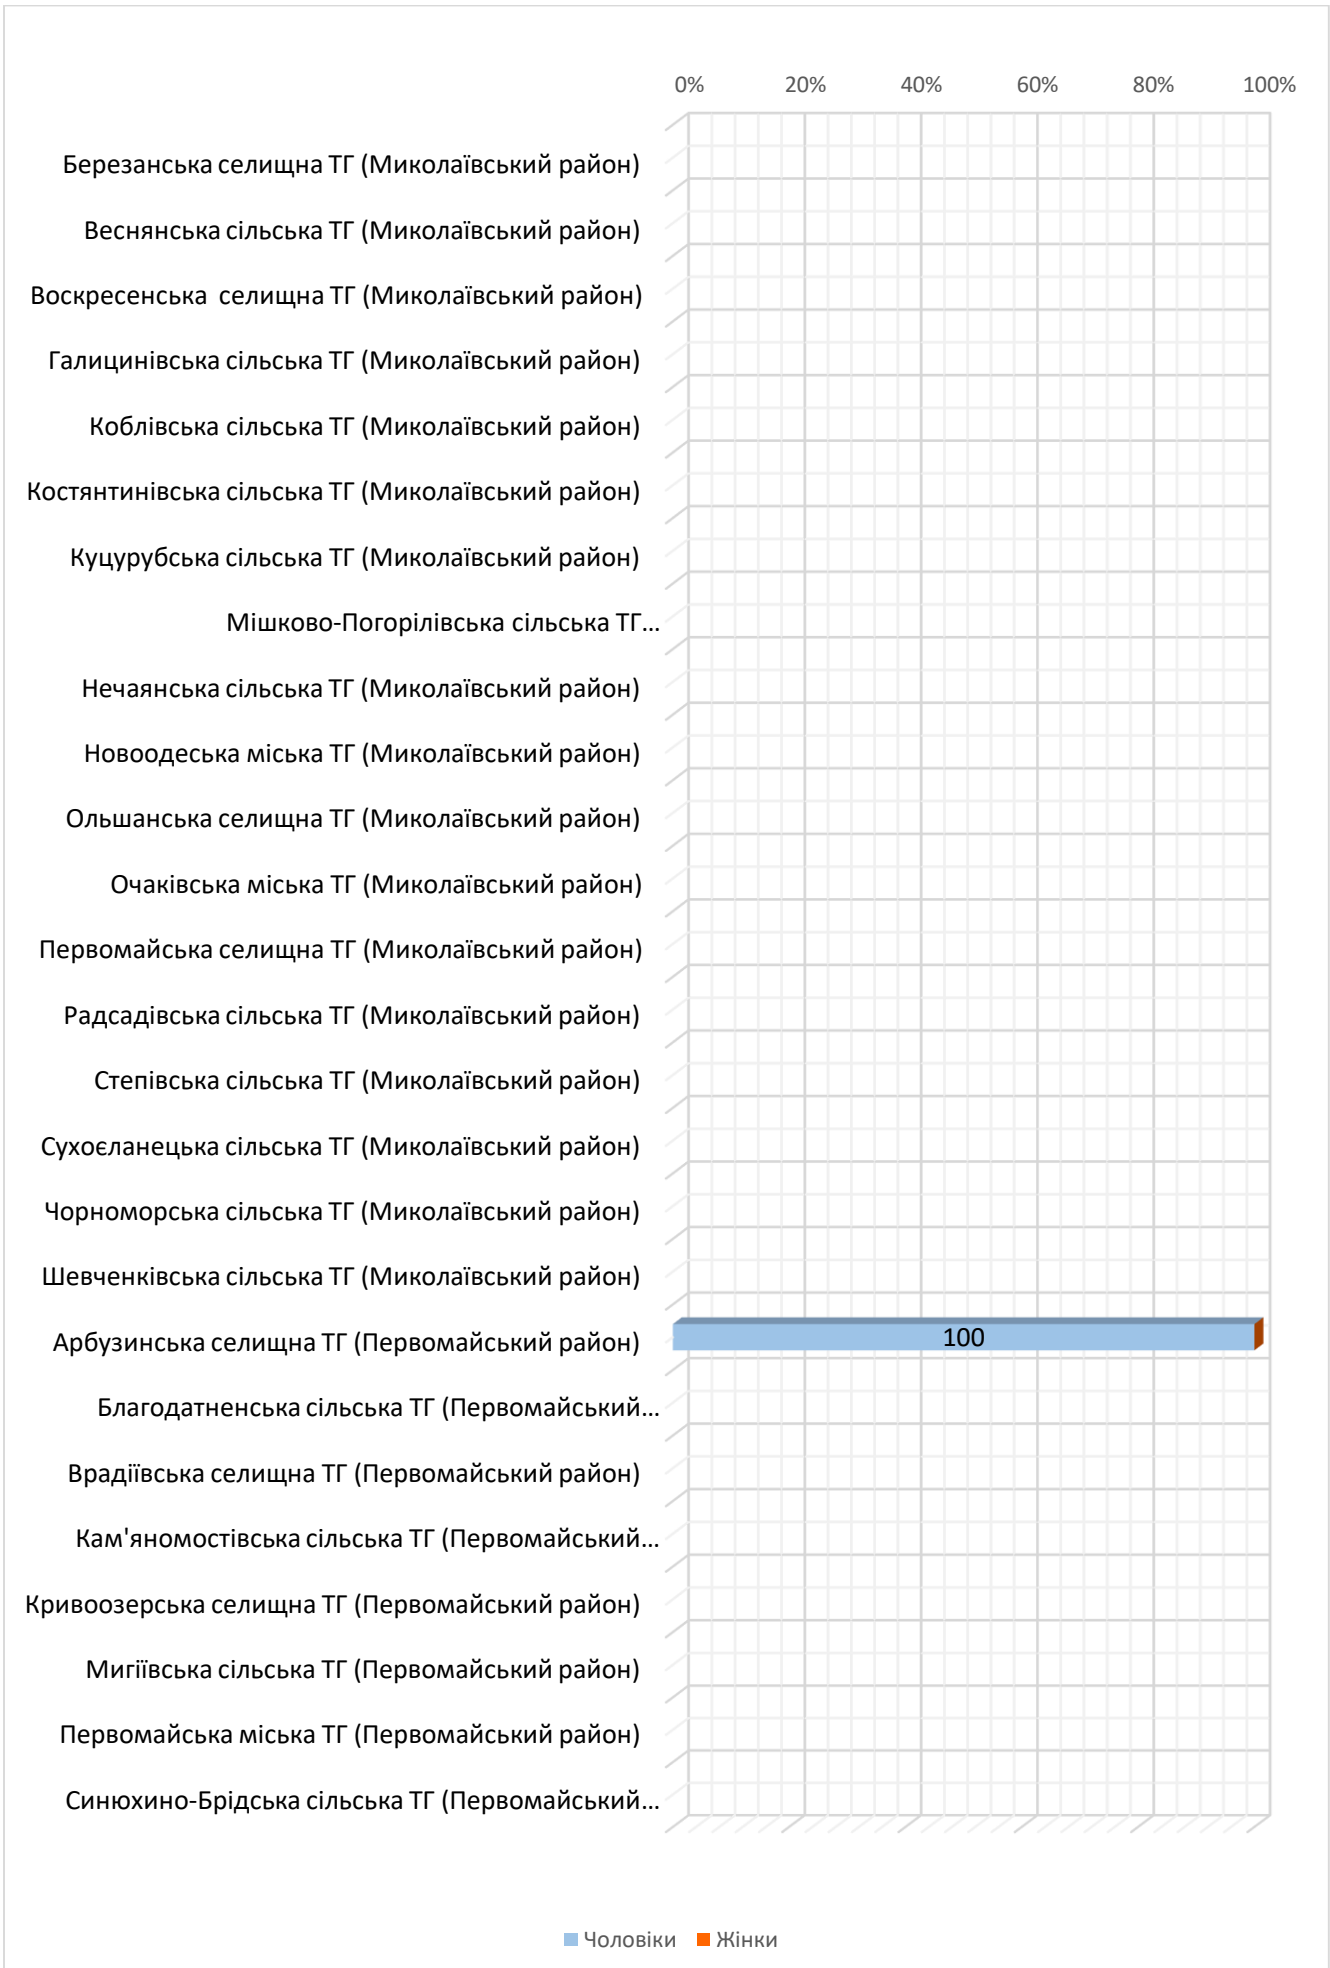 0% 20% 40% 60% 80% 100%
Березанська селищна ТГ (Миколаївський район)
Веснянська сільська ТГ (Миколаївський район)
Воскресенська  селищна ТГ (Миколаївський район)
Галицинівська сільська ТГ (Миколаївський район)
Коблівська сільська ТГ (Миколаївський район)
Костянтинівська сільська ТГ (Миколаївський район)
Куцурубська сільська ТГ (Миколаївський район)
Мішково-Погорілівська сільська ТГ…
Нечаянська сільська ТГ (Миколаївський район)
Новоодеська міська ТГ (Миколаївський район)
Ольшанська селищна ТГ (Миколаївський район)
Очаківська міська ТГ (Миколаївський район)
Первомайська селищна ТГ (Миколаївський район)
Радсадівська сільська ТГ (Миколаївський район)
Степівська сільська ТГ (Миколаївський район)
Сухоєланецька сільська ТГ (Миколаївський район)
Чорноморська сільська ТГ (Миколаївський район)
Шевченківська сільська ТГ (Миколаївський район)
Арбузинська селищна ТГ (Первомайський район) 100
Благодатненська сільська ТГ (Первомайський…
Врадіївська селищна ТГ (Первомайський район)
Кам'яномостівська сільська ТГ (Первомайський…
Кривоозерська селищна ТГ (Первомайський район)
Мигіївська сільська ТГ (Первомайський район)
Первомайська міська ТГ (Первомайський район)
Синюхино-Брідська сільська ТГ (Первомайський…
Чоловіки Жінки